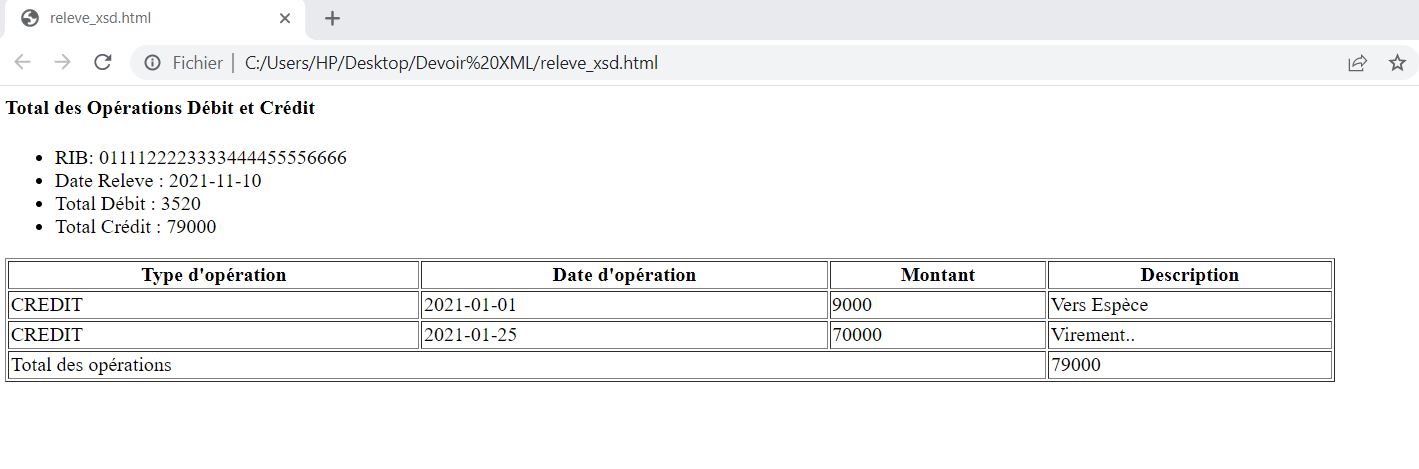 releve_xsd.html
Fichier | C:/Users/HP/Desktop/Devoir%20XML/releve_xsd.html
Total des Opérations Débit et Crédit
• RIB: 011112222333444455556666
• Date Releve : 2021-11-10
• Total Débit : 3520
• Total Crédit : 79000
Type d'opération Date d'opération Montant Description
CREDIT 2021-01-01 9000 Vers Espèce
CREDIT 2021-01-25 70000 Virement..
Total des opérations 79000